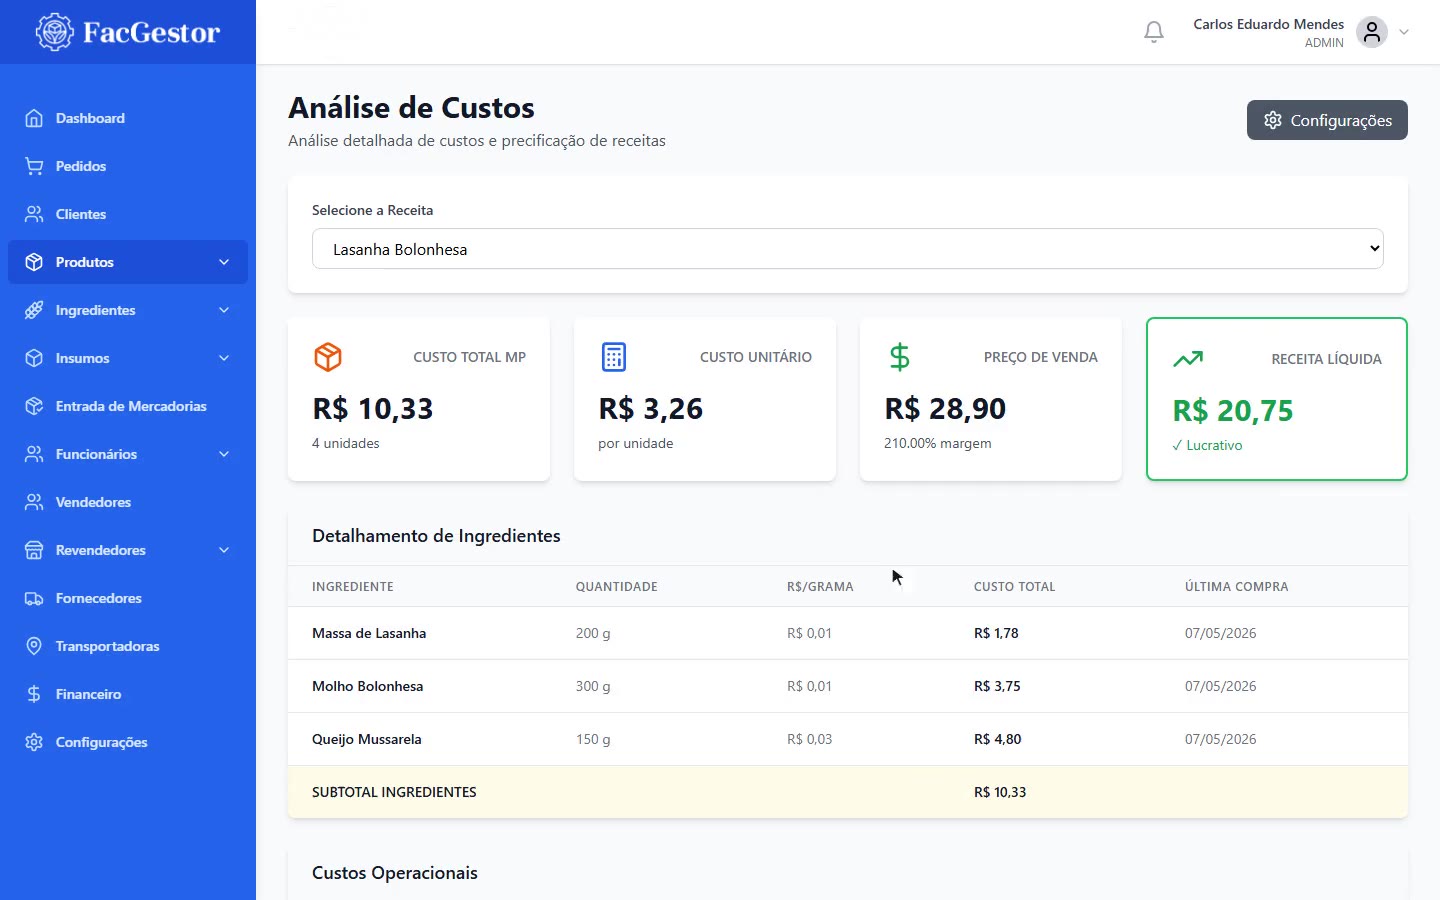 FacGestor
Carlos Eduardo Mendes
ADMIN
Dashboard
Pedidos
Clientes
Produtos
Ingredientes
Insumos
Entrada de Mercadorias
Funcionários
Vendedores
Revendedores
Fornecedores
Transportadoras
Financeiro
Configurações
Análise de Custos
Análise detalhada de custos e precificação de receitas
Configurações
Selecione a Receita
Lasanha Bolonhesa
CUSTO TOTAL MP
R$ 10,33
4 unidades
CUSTO UNITÁRIO
R$ 3,26
por unidade
PREÇO DE VENDA
R$ 28,90
210.00% margem
RECEITA LÍQUIDA
R$ 20,75
✓ Lucrativo
Detalhamento de Ingredientes
INGREDIENTE QUANTIDADE R$/GRAMA CUSTO TOTAL ÚLTIMA COMPRA
Massa de Lasanha 200 g R$ 0,01 R$ 1,78 07/05/2026
Molho Bolonhesa 300 g R$ 0,01 R$ 3,75 07/05/2026
Queijo Mussarela 150 g R$ 0,03 R$ 4,80 07/05/2026
SUBTOTAL INGREDIENTES R$ 10,33
Custos Operacionais